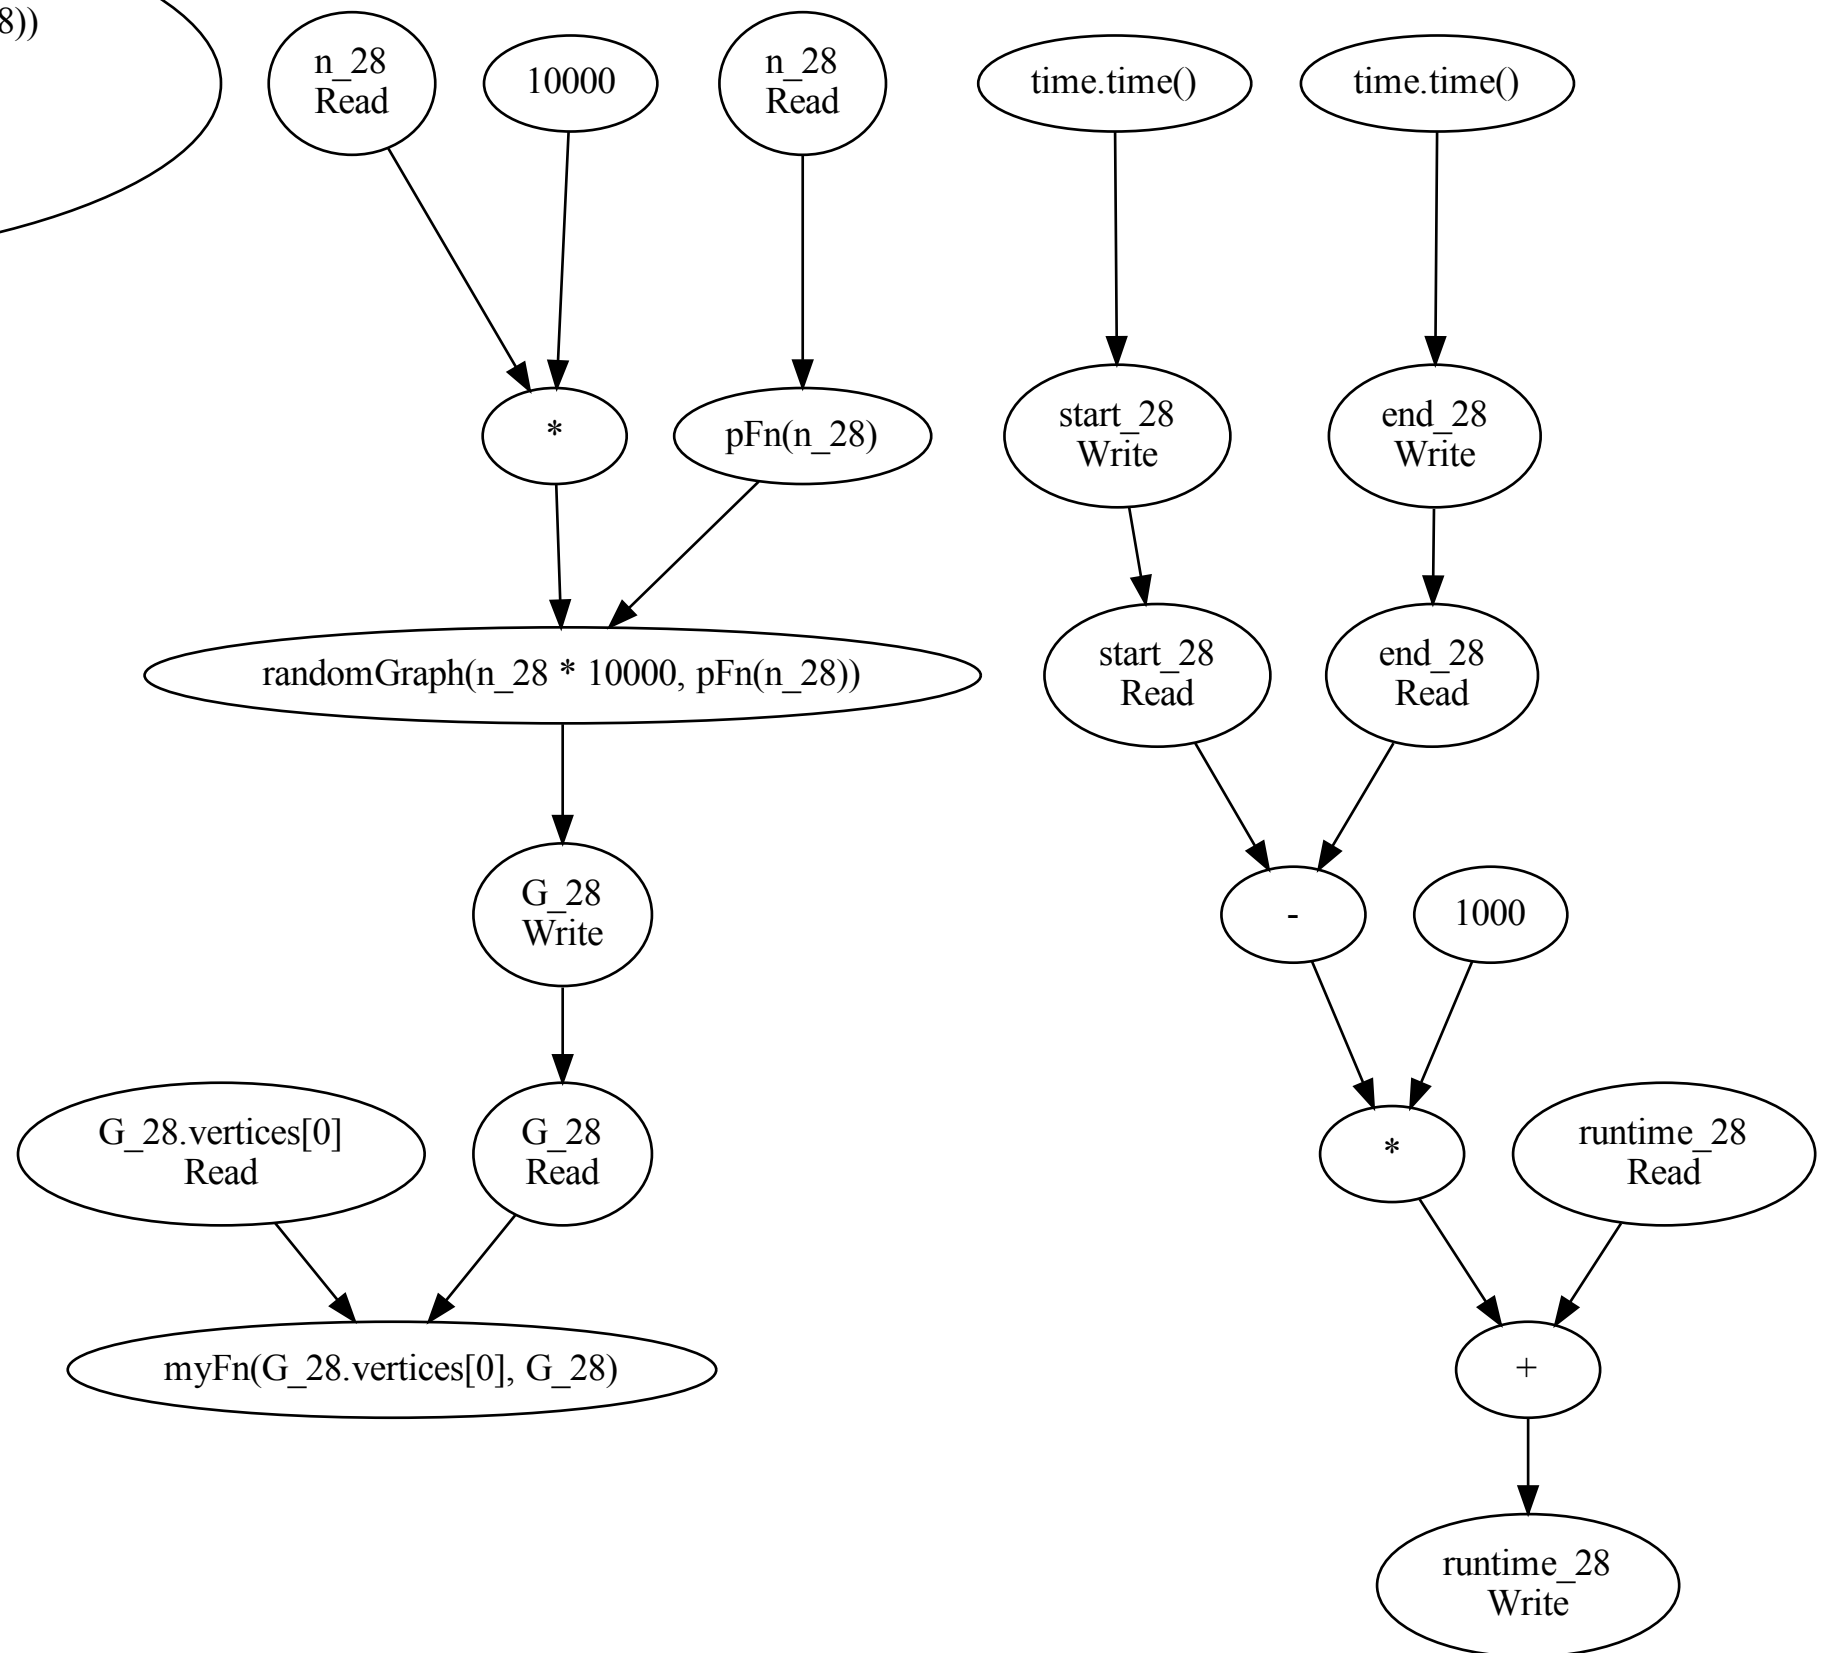 8))
n_28
Read
10000
n_28
Read
time.time()
time.time()
*
pFn(n_28)
start_28
Write
end_28
Write
randomGraph(n_28 * 10000, pFn(n_28))
start_28
Read
end_28
Read
G_28
Write
-
1000
G_28.vertices[0]
Read
G_28
Read
*
runtime_28
Read
myFn(G_28.vertices[0], G_28)
+
runtime_28
Write